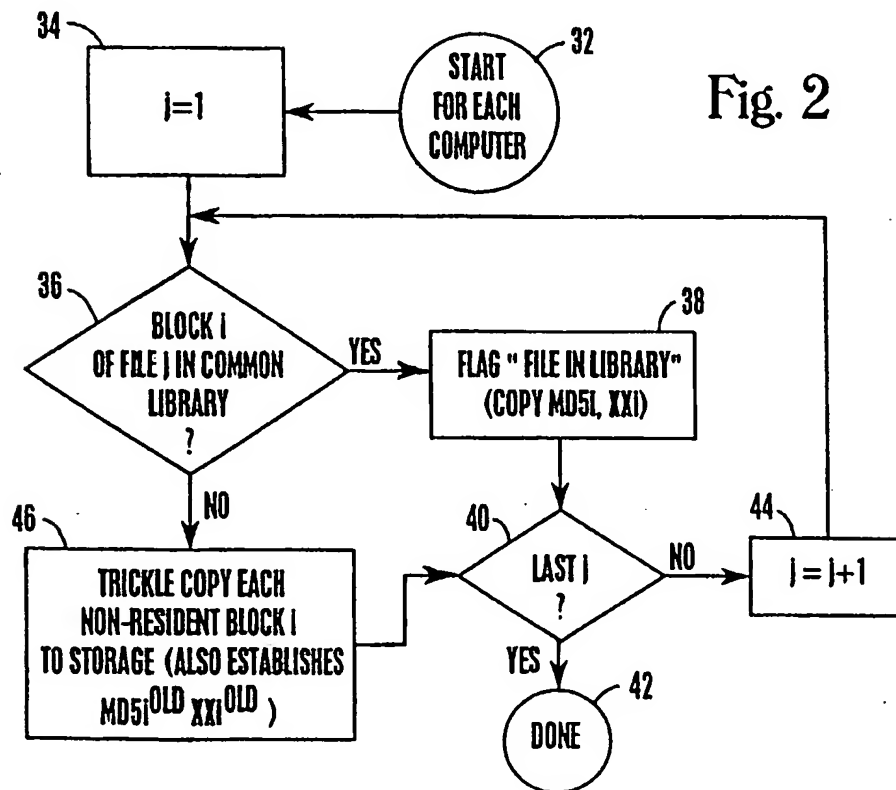 Fig. 2
32
START
FOR EACH
COMPUTER
34
j=1
36
BLOCK i
OF FILE j IN COMMON
LIBRARY
?
YES
38
FLAG " FILE IN LIBRARY"
(COPY MD5i, XXi)
NO
46
TRICKLE COPY EACH
NON-RESIDENT BLOCK i
TO STORAGE (ALSO ESTABLISHES
MD5i^OLD XXi^OLD )
40
LAST j
?
NO
44
j = j+1
YES
42
DONE